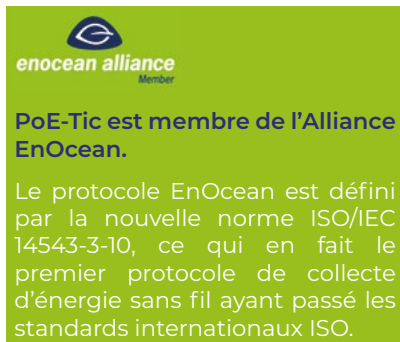 enocean alliance
Member
PoE-Tic est membre de l'Alliance
EnOcean.
Le protocole EnOcean est défini
par la nouvelle norme ISO/IEC
14543-3-10, ce qui en fait le
premier protocole de collecte
d'énergie sans fil ayant passé les
standards internationaux ISO.